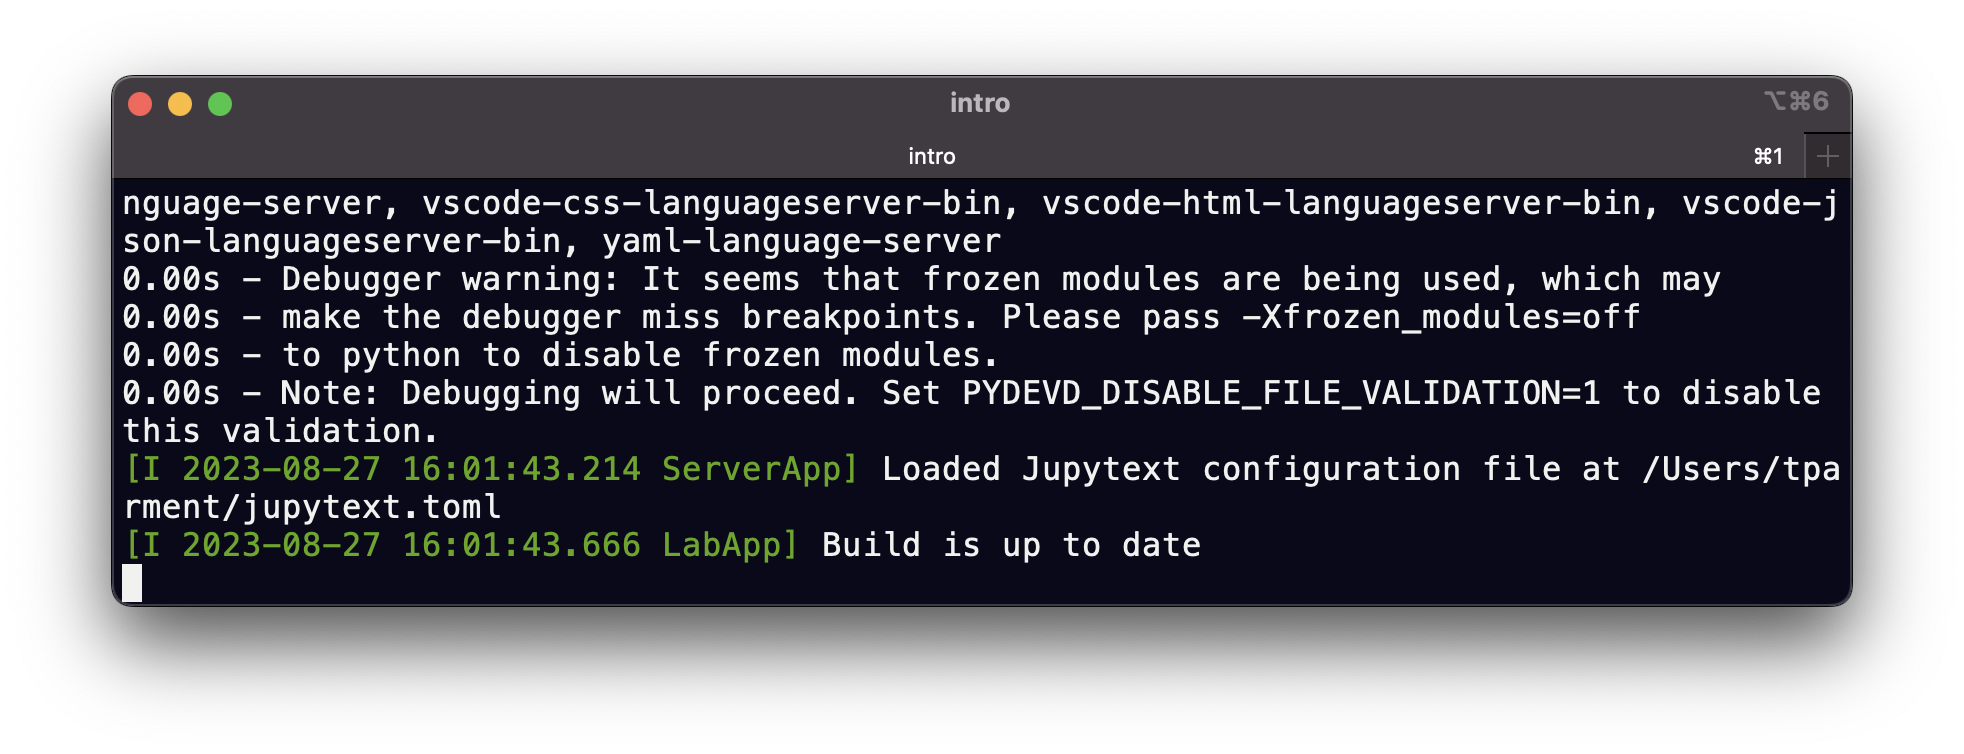 intro
⌥⌘6
intro
⌘1
nguage-server, vscode-css-languageserver-bin, vscode-html-languageserver-bin, vscode-j
son-languageserver-bin, yaml-language-server
0.00s - Debugger warning: It seems that frozen modules are being used, which may
0.00s - make the debugger miss breakpoints. Please pass -Xfrozen_modules=off
0.00s - to python to disable frozen modules.
0.00s - Note: Debugging will proceed. Set PYDEVD_DISABLE_FILE_VALIDATION=1 to disable
this validation.
[I 2023-08-27 16:01:43.214 ServerApp] Loaded Jupytext configuration file at /Users/tpa
rment/jupytext.toml
[I 2023-08-27 16:01:43.666 LabApp] Build is up to date